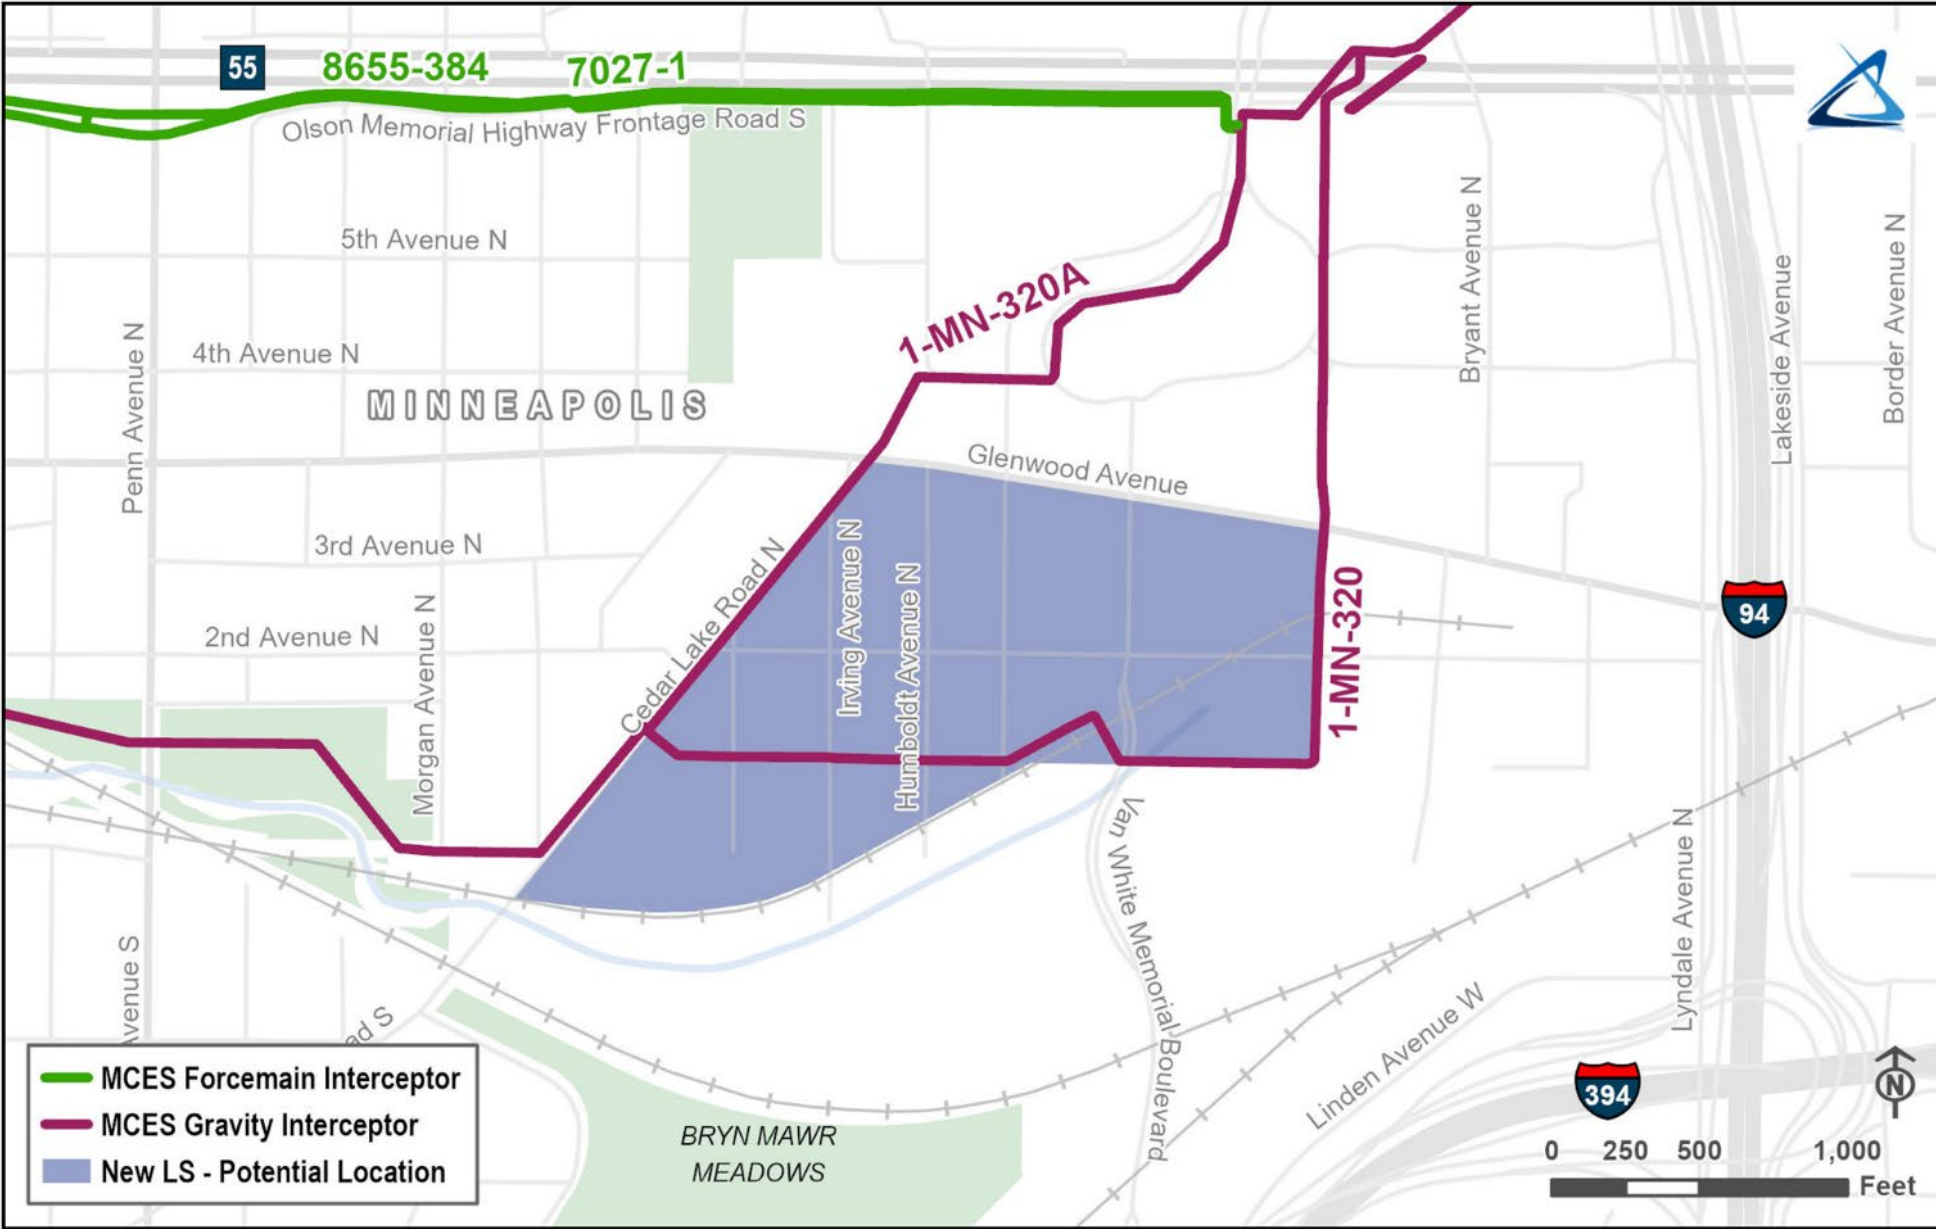 55
8655-384
7027-1
Olson Memorial Highway Frontage Road S
5th Avenue N
4th Avenue N
MINNEAPOLIS
Penn Avenue N
1-MN-320A
Bryant Avenue N
Lakeside Avenue
Border Avenue N
Glenwood Avenue
3rd Avenue N
2nd Avenue N
Morgan Avenue N
Cedar Lake Road N
Irving Avenue N
Humboldt Avenue N
1-MN-320
94
Van White Memorial Boulevard
Lyndale Avenue N
Linden Avenue W
Avenue S
ad S
BRYN MAWR
MEADOWS
394
N
MCES Forcemain Interceptor
MCES Gravity Interceptor
New LS - Potential Location
0 250 500 1,000
Feet